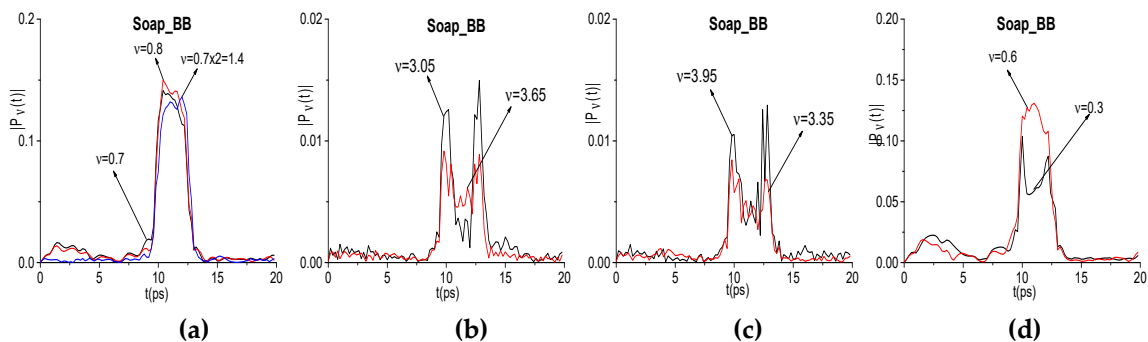 Soap_BB
0.2
0.1
0.0
|P ν (t)|
ν=0.8
ν=0.7x2=1.4
ν=0.7
0 5 10 15 20
t(ps)
(a)
Soap_BB
0.02
0.01
0.00
|P ν (t)|
ν=3.05
ν=3.65
0 5 10 15 20
t(ps)
(b)
Soap_BB
0.02
0.01
0.00
|P ν (t)|
ν=3.95
ν=3.35
0 5 10 15 20
t(ps)
(c)
Soap_BB
0.20
0.15
0.10
0.05
0.00
|P ν (t)|
ν=0.6
ν=0.3
0 5 10 15 20
t(ps)
(d)